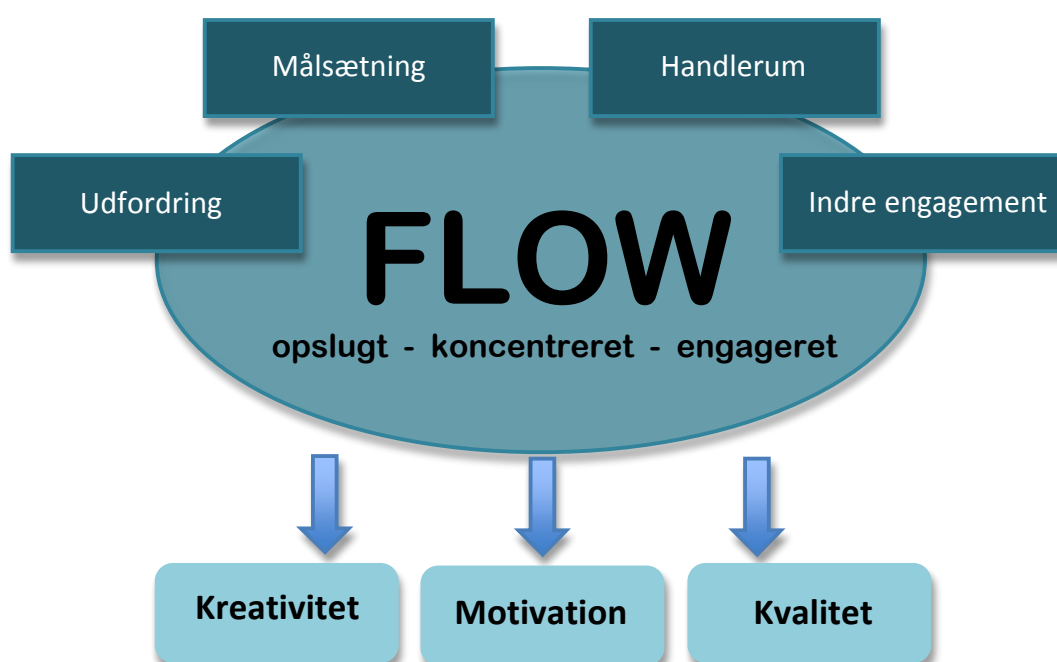 Målsætning
Handlerum
Udfordring
Indre engagement
FLOW
opslugt - koncentreret - engageret
Kreativitet
Motivation
Kvalitet